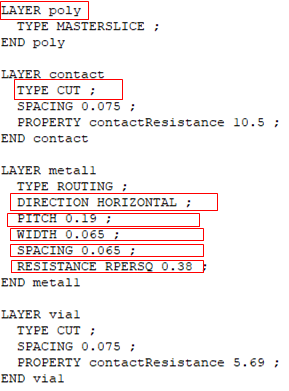 LAYER poly
TYPE MASTERSLICE ;
END poly
LAYER contact
TYPE CUT ;
SPACING 0.075 ;
PROPERTY contactResistance 10.5 ;
END contact
LAYER metal1
TYPE ROUTING ;
DIRECTION HORIZONTAL ;
PITCH 0.19 ;
WIDTH 0.065 ;
SPACING 0.065 ;
RESISTANCE RPERSQ 0.38 ;
END metal1
LAYER via1
TYPE CUT ;
SPACING 0.075 ;
PROPERTY contactResistance 5.69 ;
END via1